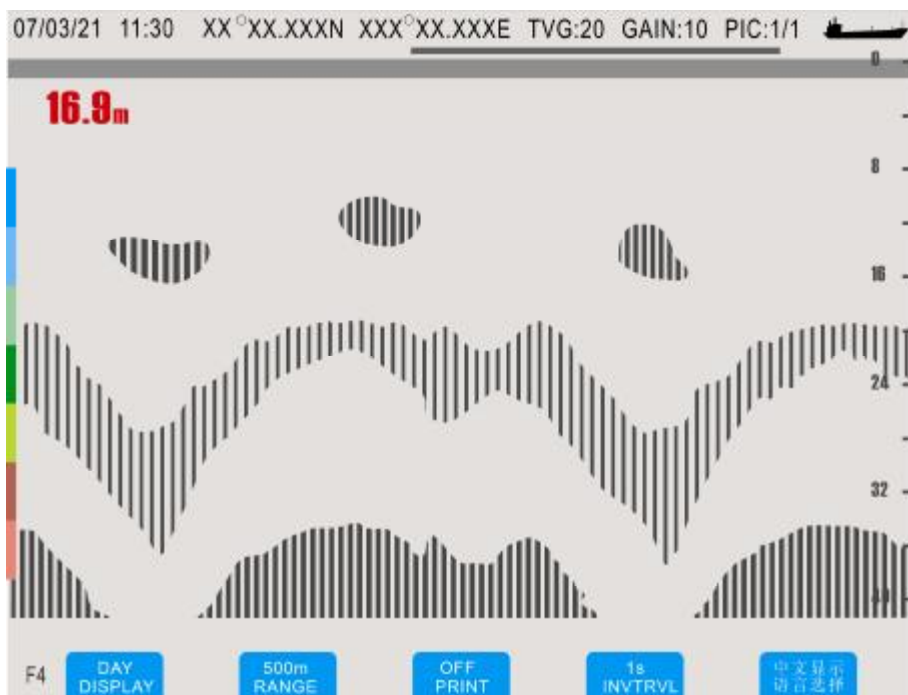 07/03/21 11:30 XX°XX.XXXN XXX°XX.XXXE TVG:20 GAIN:10 PIC:1/1
0
16.9m
8
16
24
32
40
F4
DAY
DISPLAY
500m
RANGE
OFF
PRINT
1s
INVTRVL
中文显示
语言选择